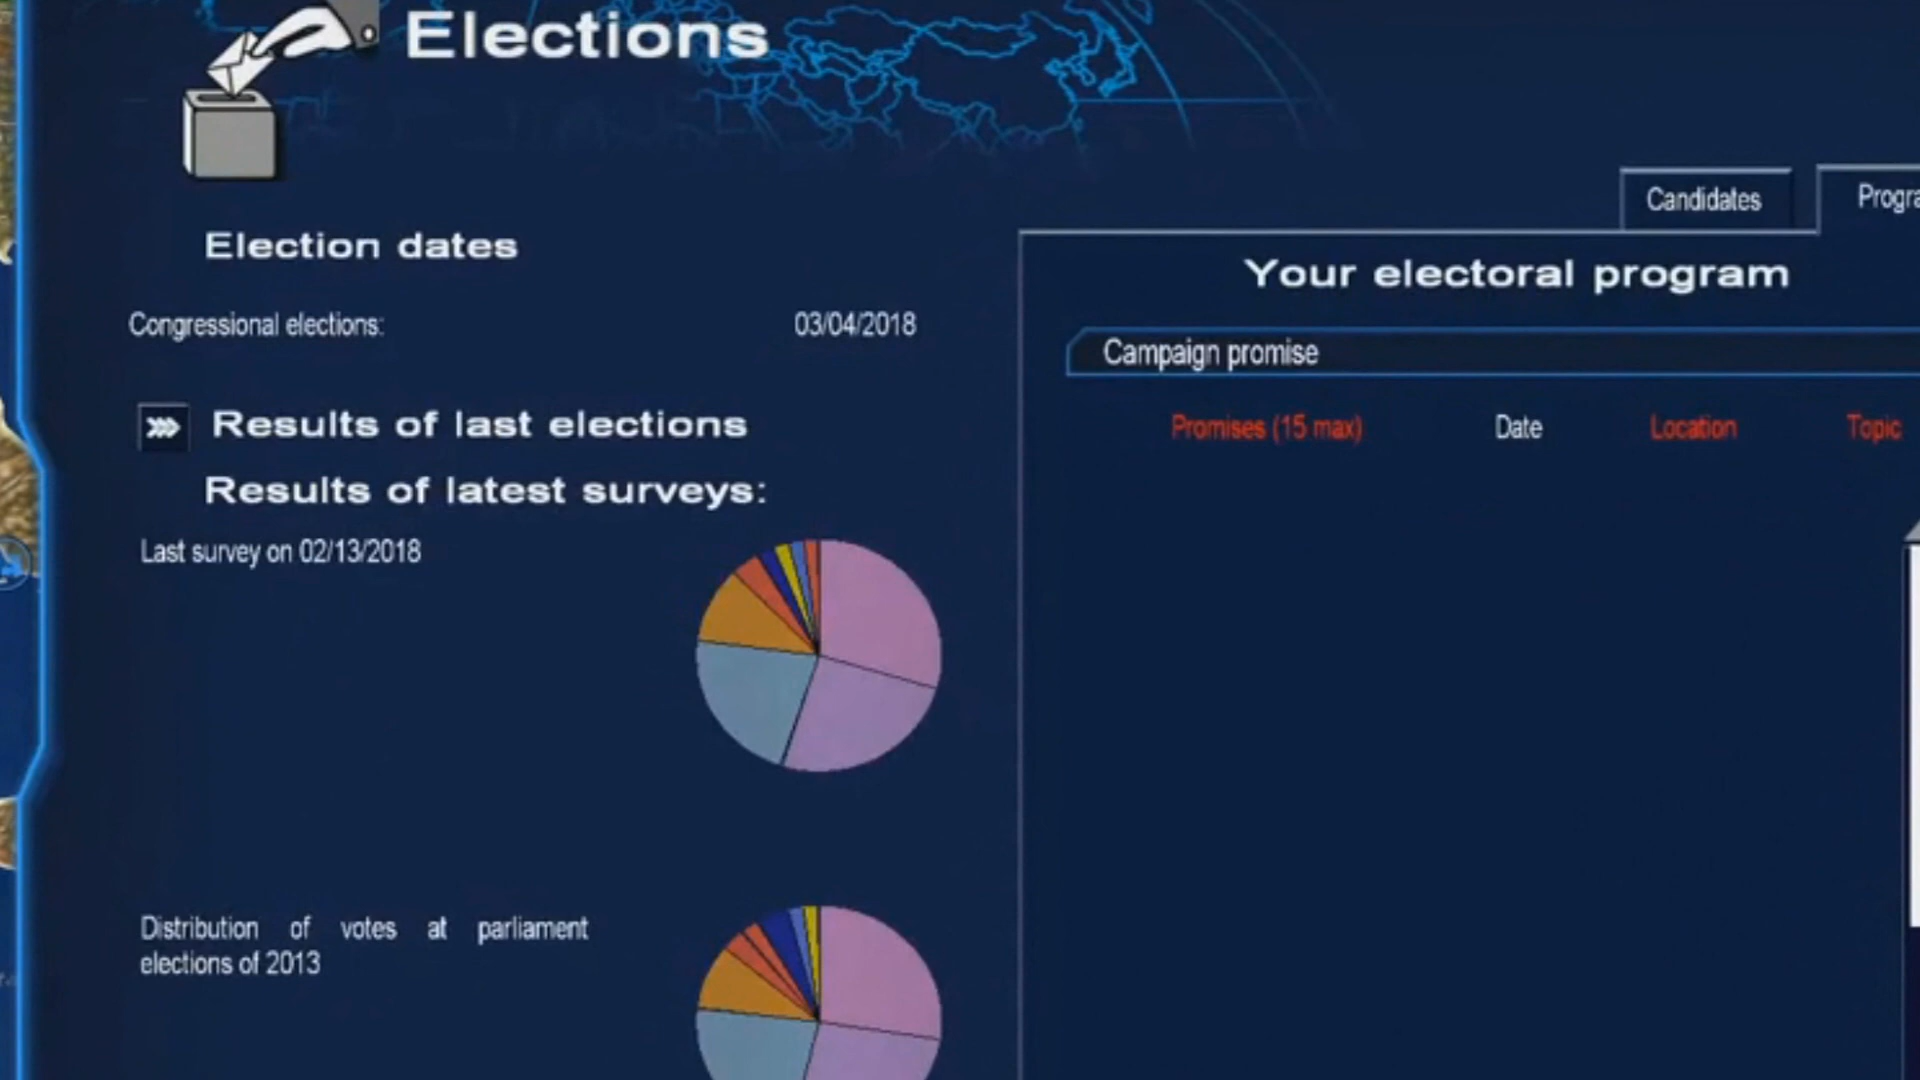 Elections
Candidates
Election dates
Your electoral program
Congressional elections: 03/04/2018
Campaign promise
Results of last elections
Promises (15 max) Date Location Topic
Results of latest surveys:
Last survey on 02/13/2018
Distribution of votes at parliament
elections of 2013